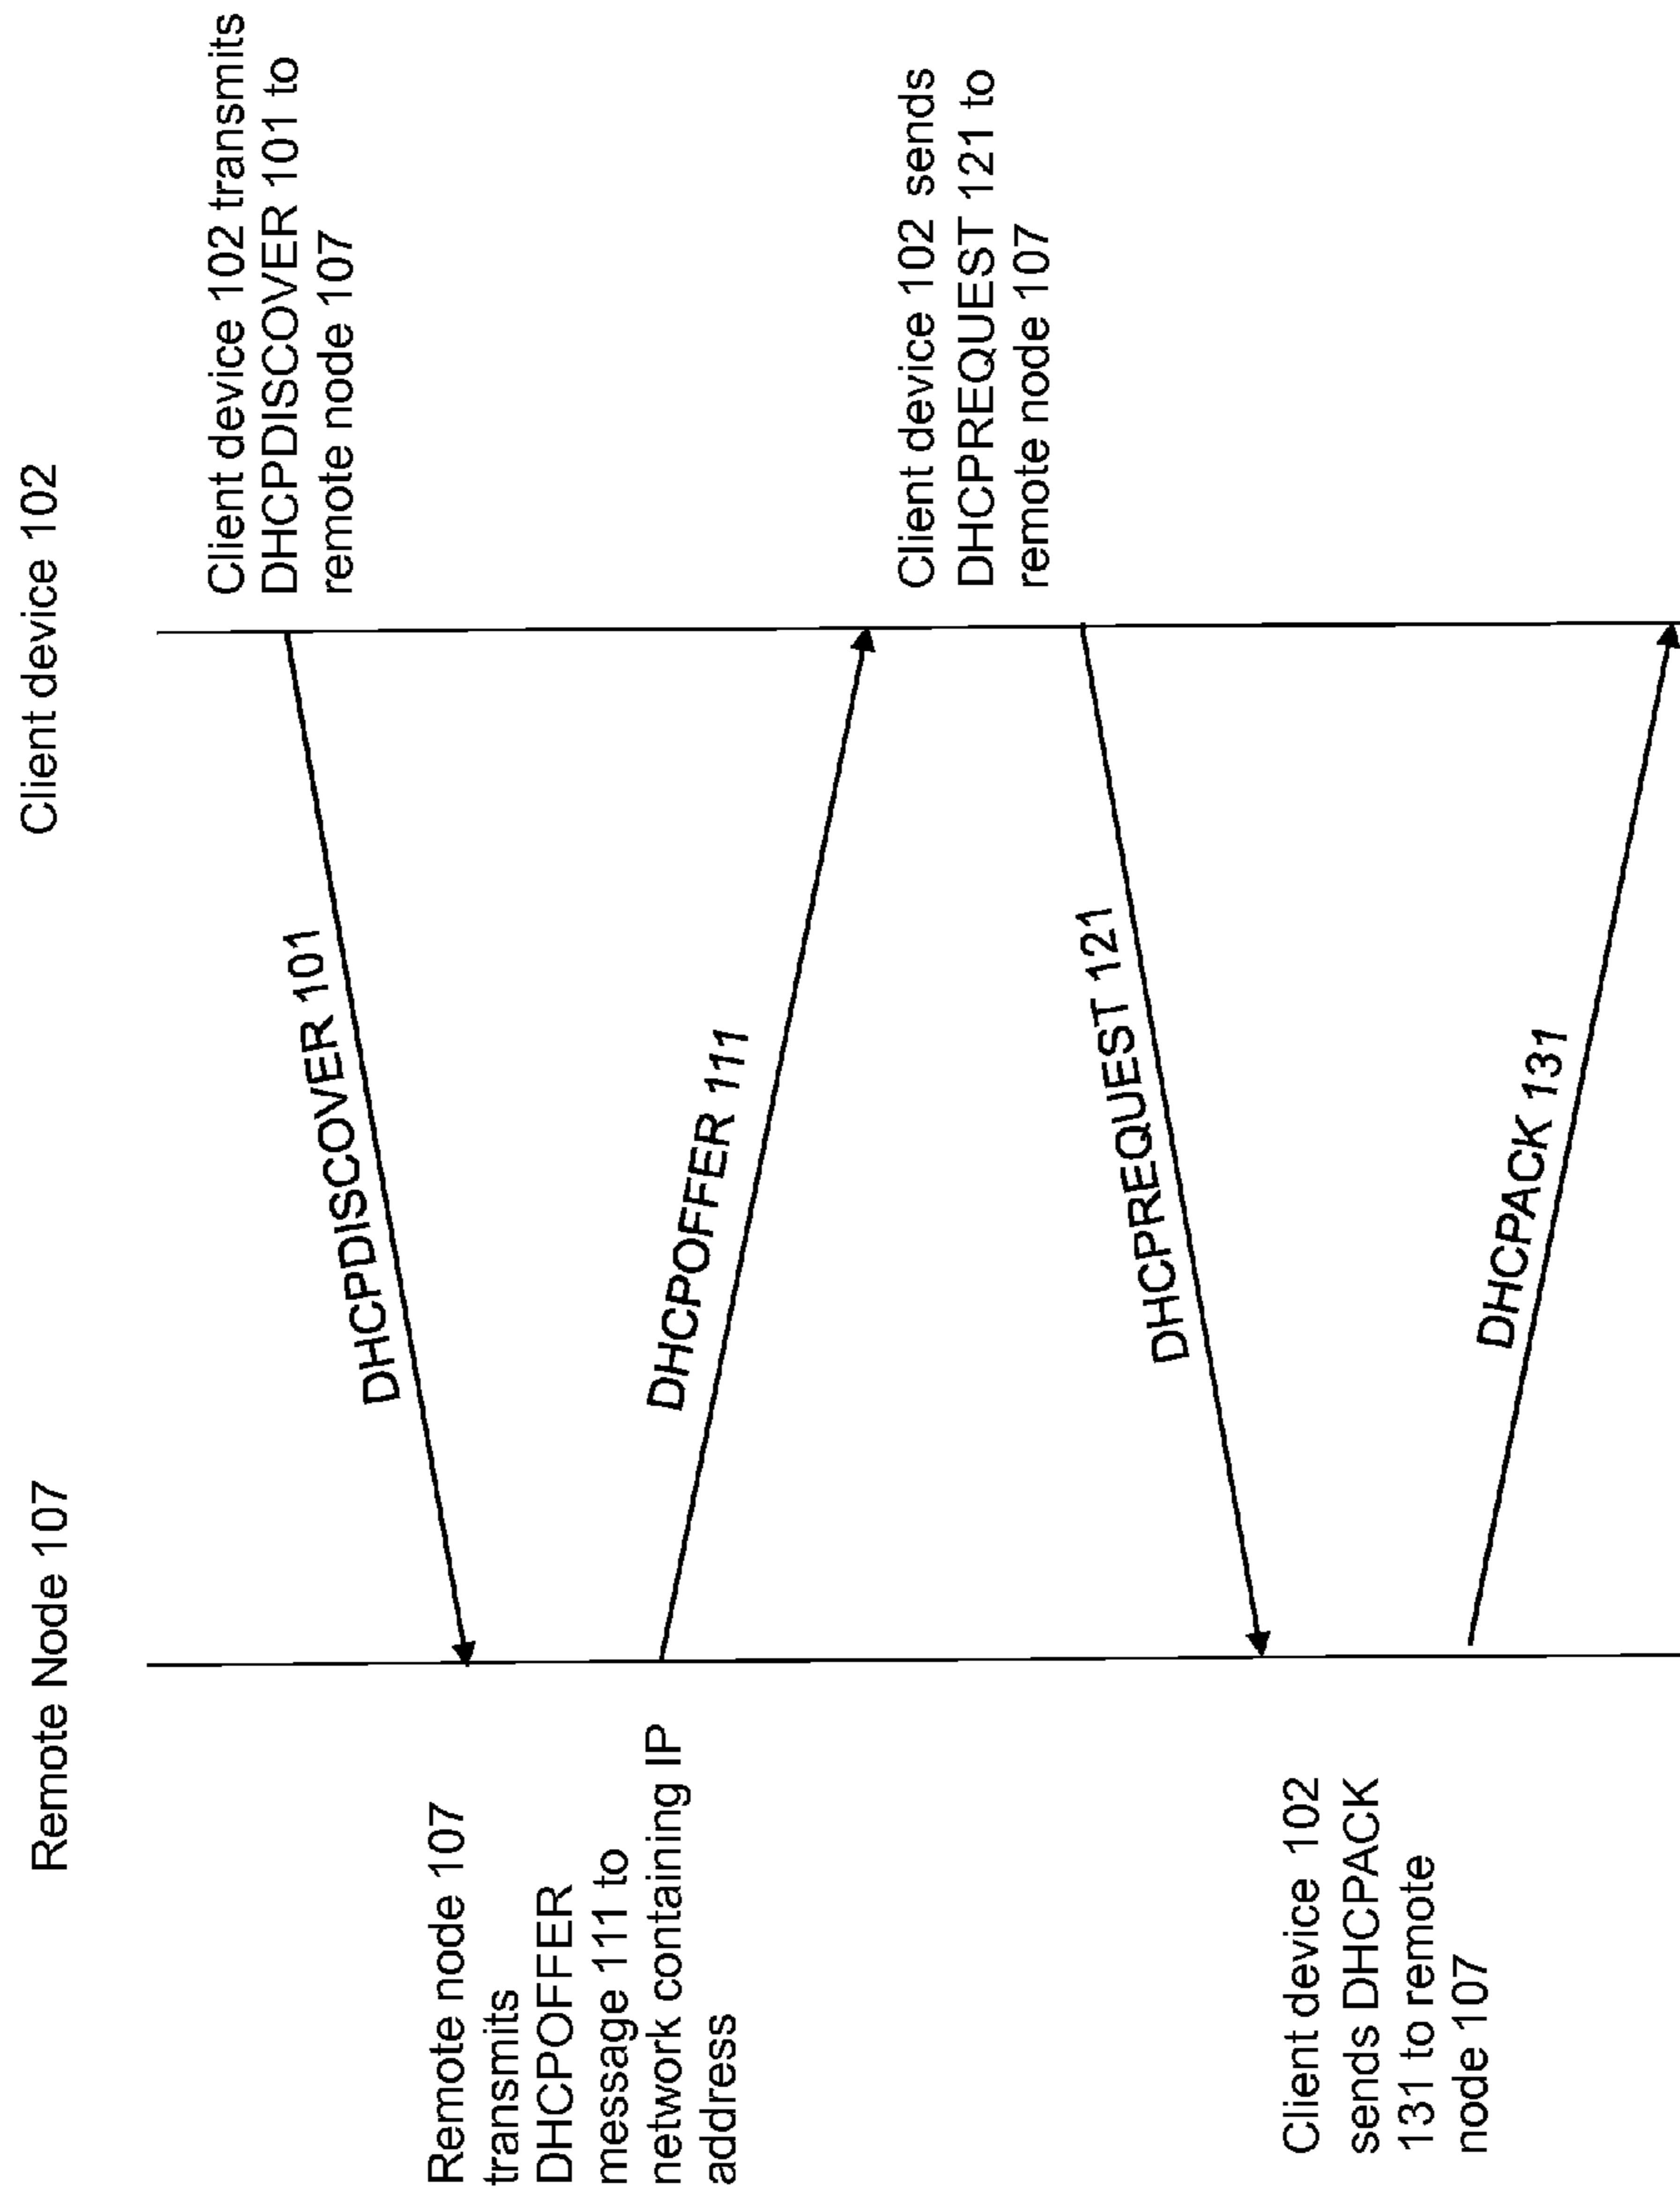 Remote Node 107
Client device 102
Client device 102 transmits
DHCPDISCOVER 101 to
remote node 107
DHCPDISCOVER 101
Remote node 107
transmits
DHCPOFFER
message 111 to
network containing IP
address
DHCPOFFER 111
Client device 102 sends
DHCPREQUEST 121 to
remote node 107
DHCPREQUEST 121
Client device 102
sends DHCPACK
131 to remote
node 107
DHCPACK 131